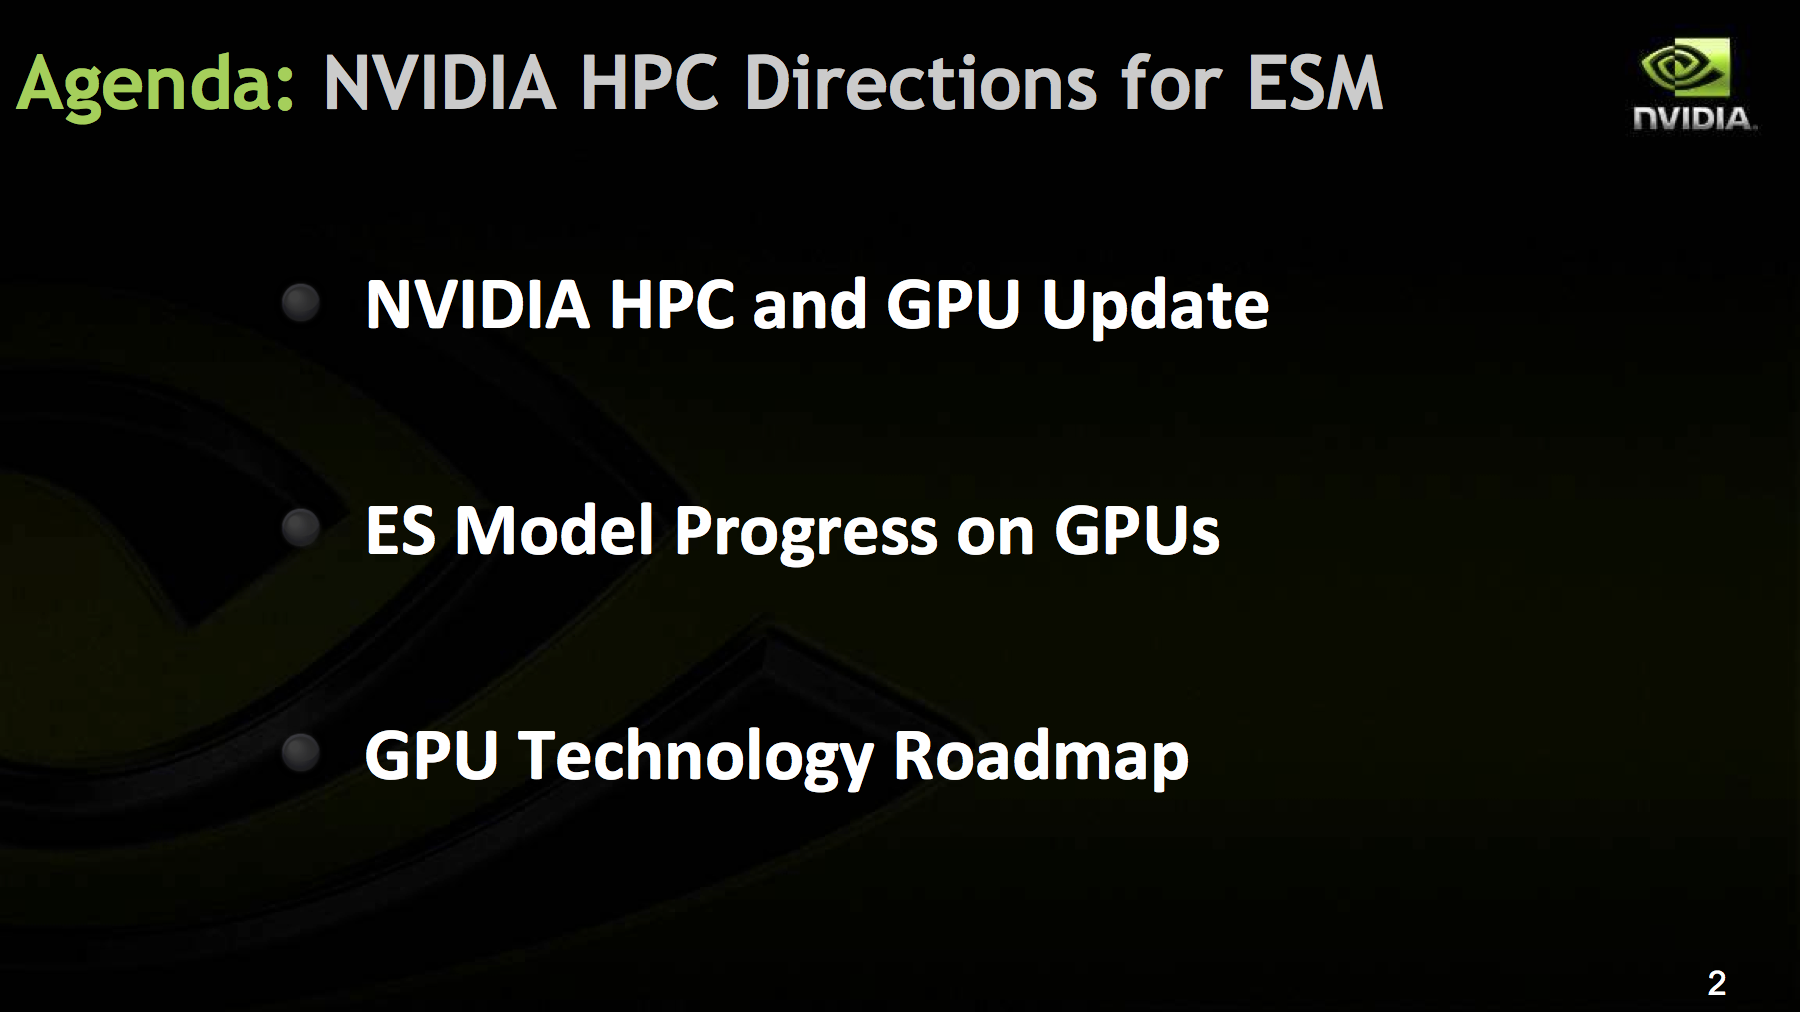 Agenda: NVIDIA HPC Directions for ESM
NVIDIA.
NVIDIA HPC and GPU Update
ES Model Progress on GPUs
GPU Technology Roadmap
2